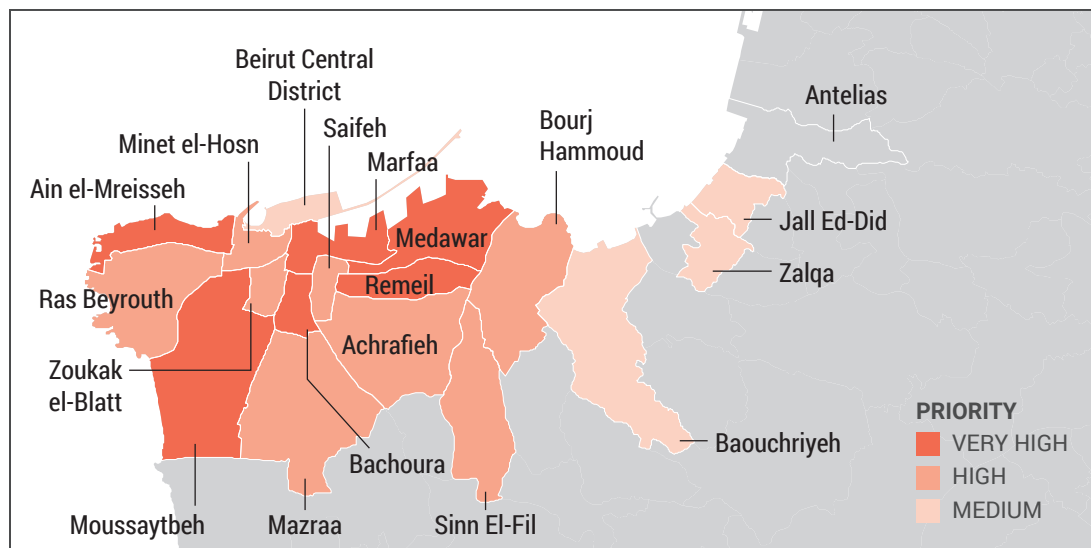 Beirut Central
District
Antelias
Saifeh
Bourj
Hammoud
Minet el-Hosn
Marfaa
Ain el-Mreisseh
Jall Ed-Did
Medawar
Zalqa
Remeil
Ras Beyrouth
Achrafieh
Zoukak
el-Blatt
PRIORITY
VERY HIGH
Baouchriyeh
Bachoura
HIGH
MEDIUM
Moussaytbeh
Mazraa
Sinn El-Fil